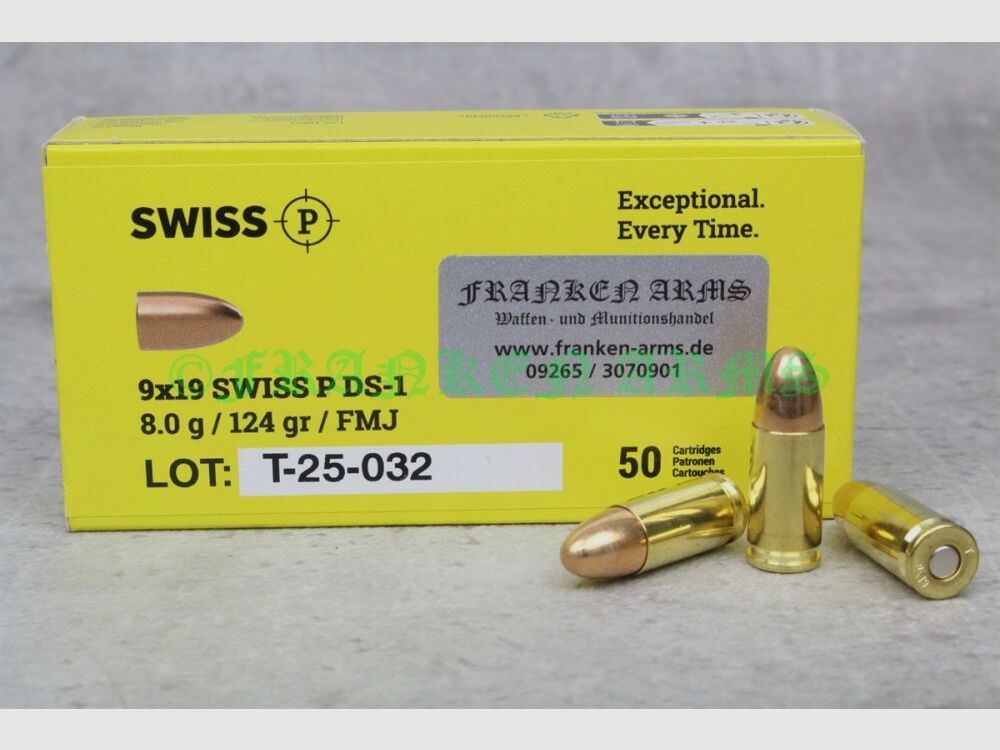 SWISS P
Exceptional.
Every Time.
FRANKEN ARMS
Waffen- und Munitionshandel
www.franken-arms.de
09265 / 3070901
© FRANKEN ARMS
9x19 SWISS P DS-1
8.0 g / 124 gr / FMJ
LOT: T-25-032
50 Cartridges
Patronen
Cartouches